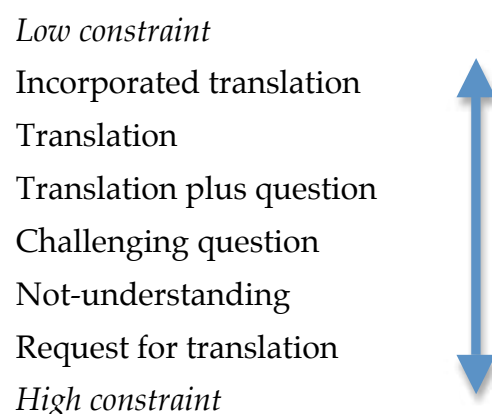 Low constraint
Incorporated translation
Translation
Translation plus question
Challenging question
Not-understanding
Request for translation
High constraint